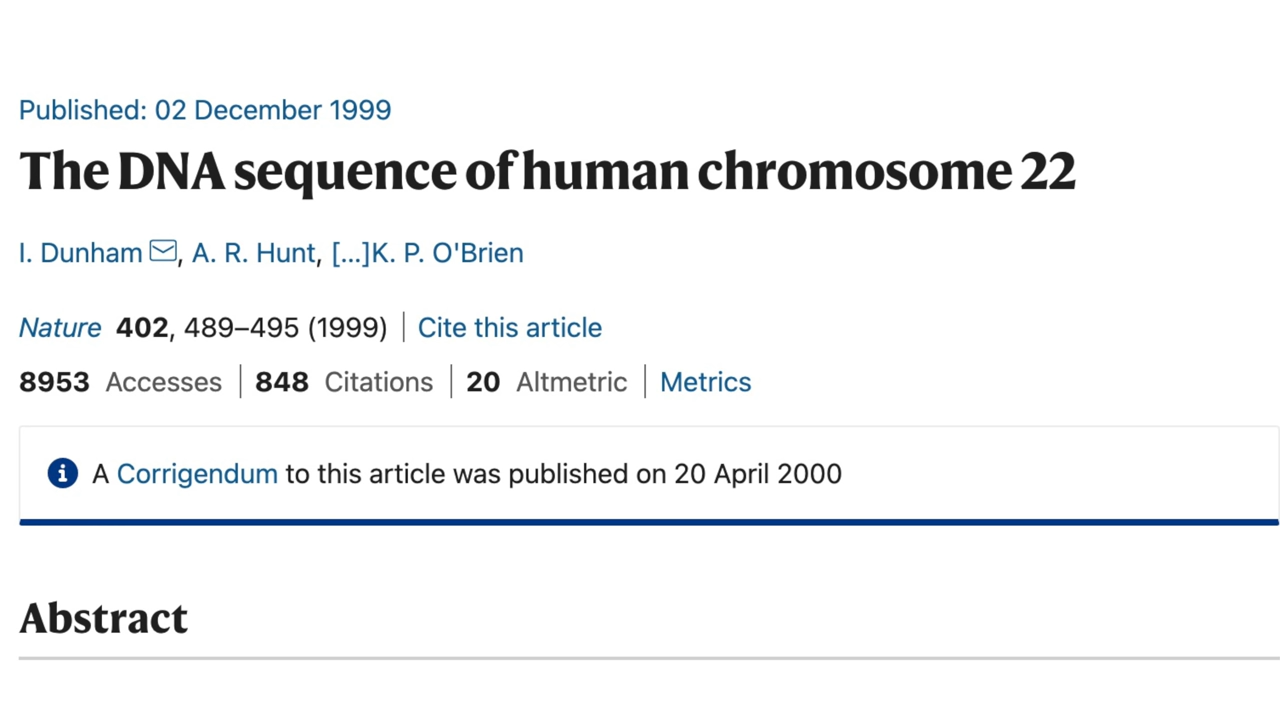 Published: 02 December 1999
The DNA sequence of human chromosome 22
I. Dunham, A. R. Hunt, [...]K. P. O'Brien
Nature 402, 489–495 (1999) | Cite this article
8953 Accesses | 848 Citations | 20 Altmetric | Metrics
A Corrigendum to this article was published on 20 April 2000
Abstract